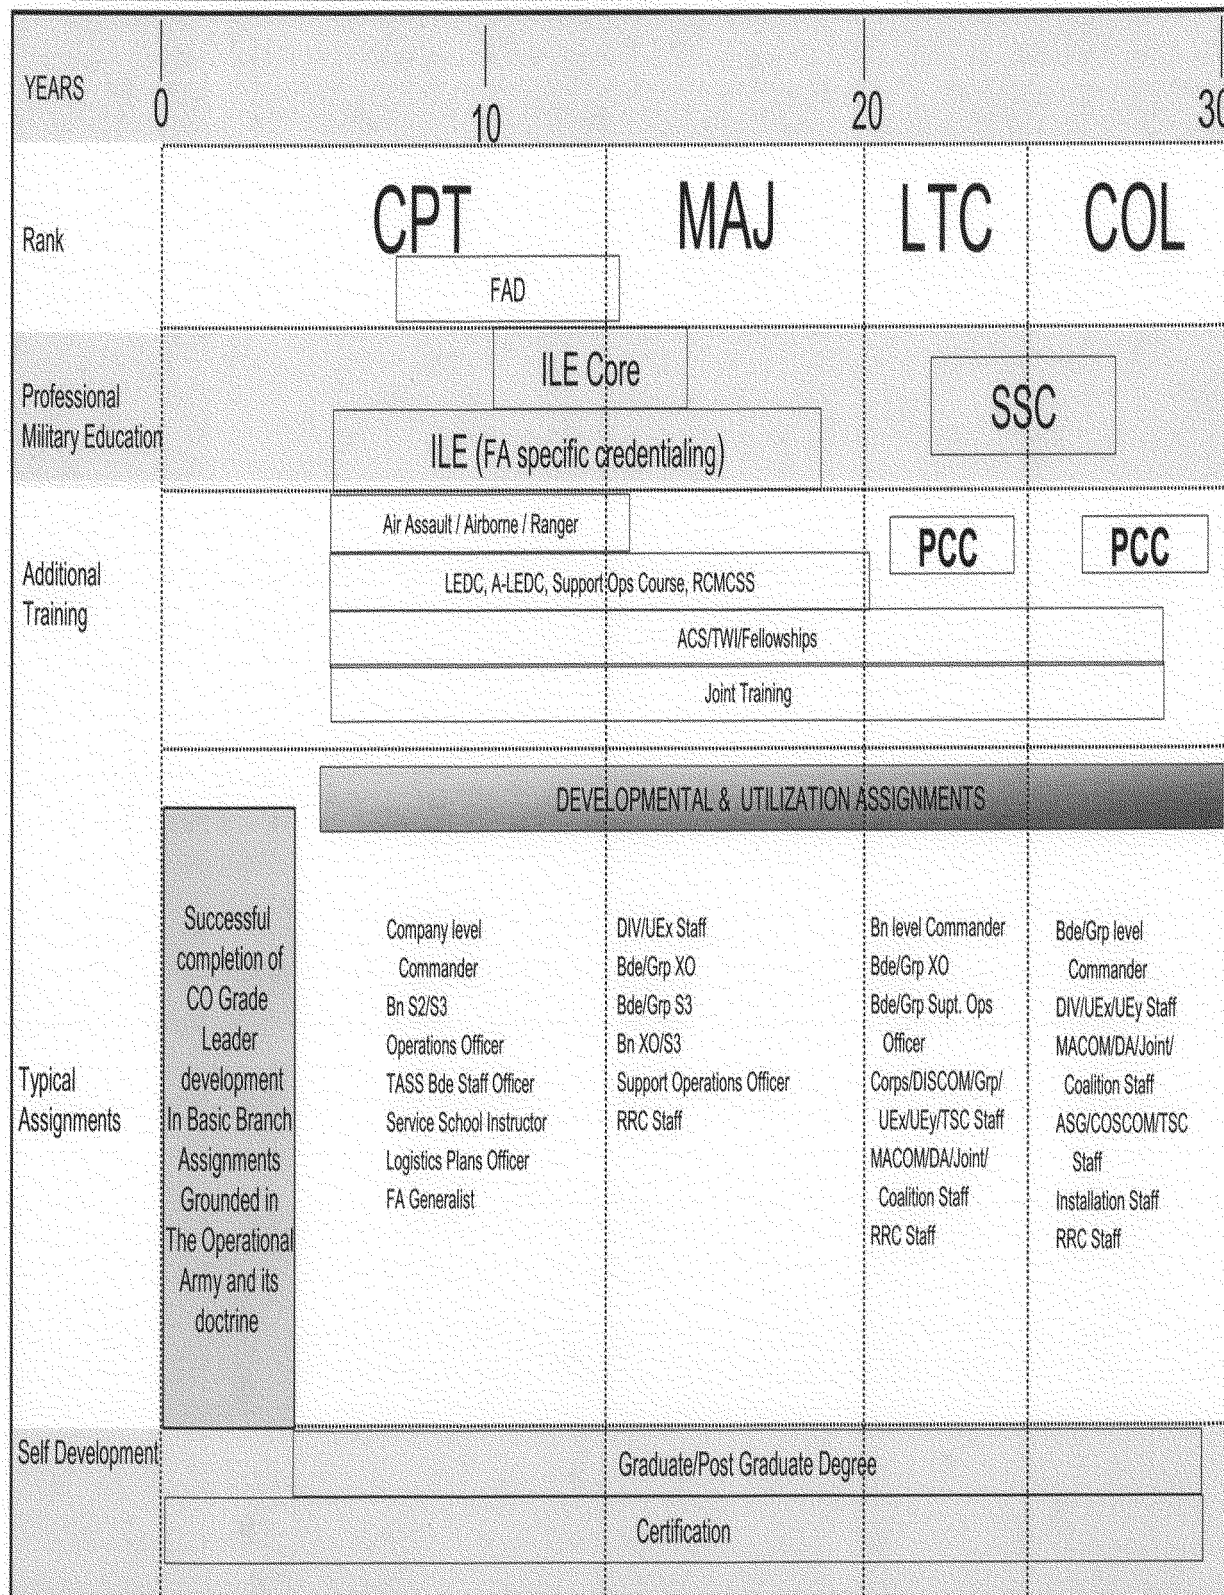 YEARS
0
10
20
30
Rank
CPT
MAJ
LTC
COL
FAD
Professional
Military Education
ILE Core
ILE (FA specific credentialing)
SSC
Additional
Training
Air Assault / Airborne / Ranger
PCC
PCC
LEDC, A-LEDC, Support Ops Course, RCMCSS
ACS/TWI/Fellowships
Joint Training
DEVELOPMENTAL & UTILIZATION ASSIGNMENTS
Typical
Assignments
Successful
completion of
CO Grade
Leader
development
In Basic Branch
Assignments
Grounded in
The Operational
Army and its
doctrine
Company level
Commander
Bn S2/S3
Operations Officer
TASS Bde Staff Officer
Service School Instructor
Logistics Plans Officer
FA Generalist
DIV/UEx Staff
Bde/Grp XO
Bde/Grp S3
Bn XO/S3
Support Operations Officer
RRC Staff
Bn level Commander
Bde/Grp XO
Bde/Grp Supt. Ops
Officer
Corps/DISCOM/Grp/
UEx/UEy/TSC Staff
MACOM/DA/Joint/
Coalition Staff
RRC Staff
Bde/Grp level
Commander
DIV/UEx/UEy Staff
MACOM/DA/Joint/
Coalition Staff
ASG/COSCOM/TSC
Staff
Installation Staff
RRC Staff
Self Development
Graduate/Post Graduate Degree
Certification